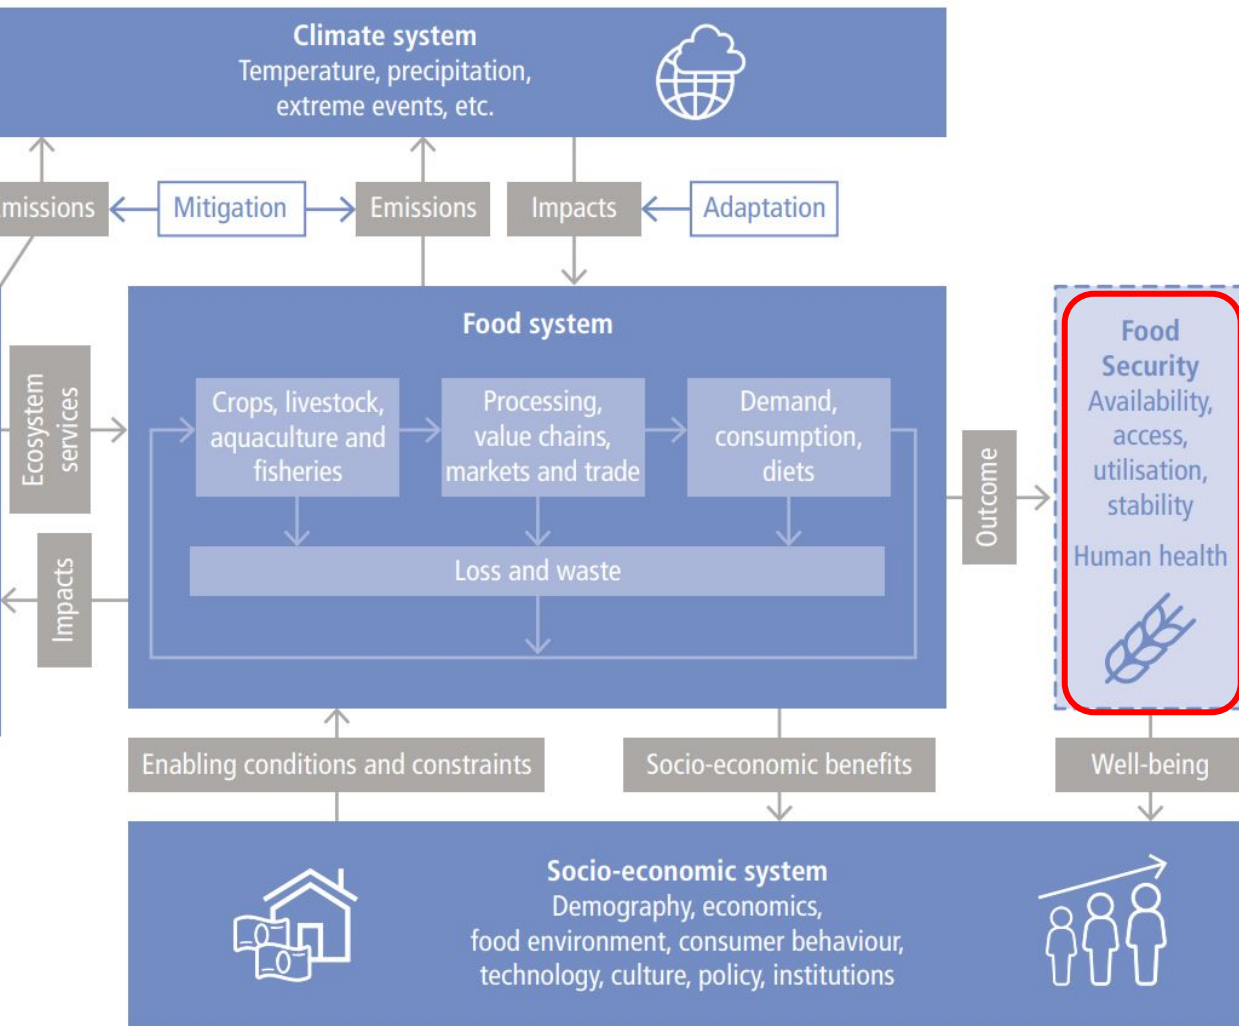 Climate system
Temperature, precipitation,
extreme events, etc.
missions
Mitigation
Emissions
Impacts
Adaptation
Food system
Ecosystem
services
Crops, livestock,
aquaculture and
fisheries
Processing,
value chains,
markets and trade
Demand,
consumption,
diets
Loss and waste
Impacts
Outcome
Food
Security
Availability,
access,
utilisation,
stability
Human health
Enabling conditions and constraints
Socio-economic benefits
Well-being
Socio-economic system
Demography, economics,
food environment, consumer behaviour,
technology, culture, policy, institutions